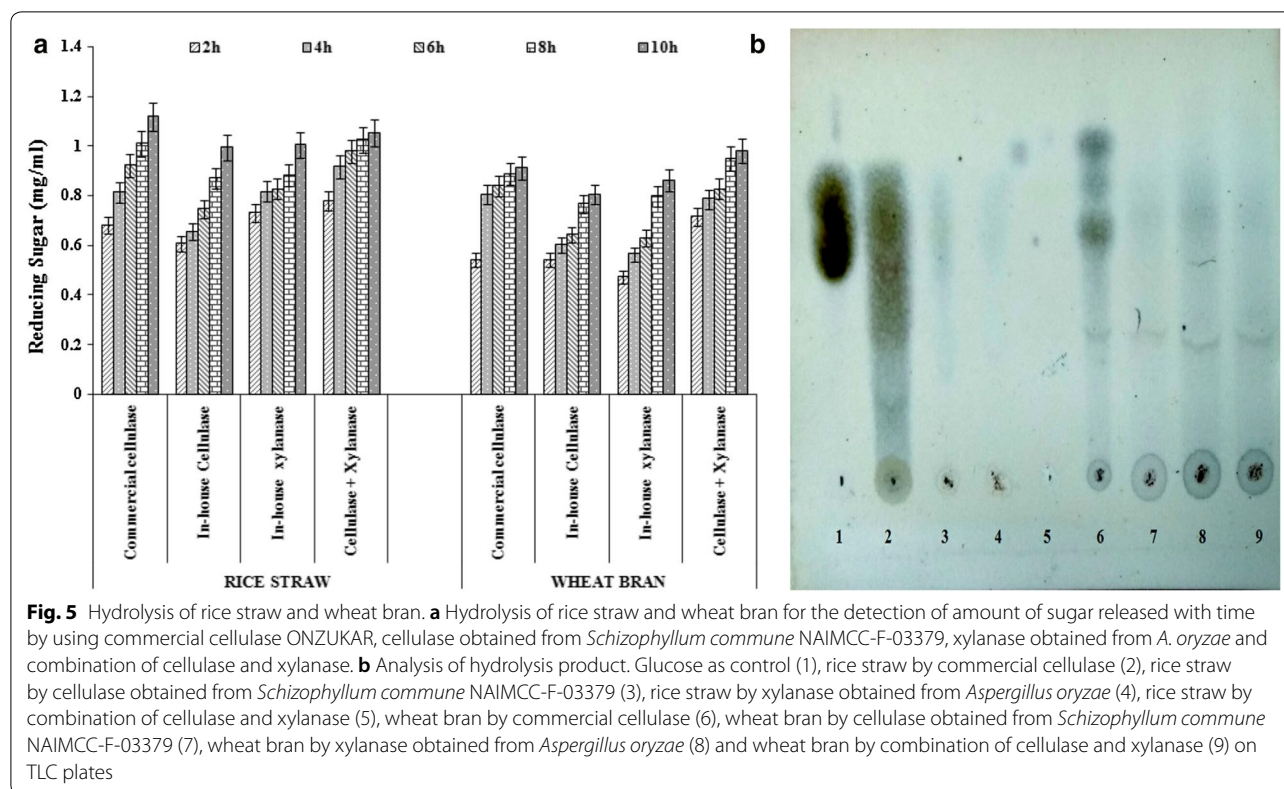 a
b
1.4
1.2
1
0.8
0.6
0.4
0.2
0
2h 4h 6h 8h 10h
Reducing Sugar (mg/ml)
Commercial cellulase
In-house Cellulase
In-house xylanase
Cellulase + Xylanase
Commercial cellulase
In-house Cellulase
In-house xylanase
Cellulase + Xylanase
RICE STRAW WHEAT BRAN
1 2 3 4 5 6 7 8 9
Fig. 5 Hydrolysis of rice straw and wheat bran. a Hydrolysis of rice straw and wheat bran for the detection of amount of sugar released with time
by using commercial cellulase ONZUKAR, cellulase obtained from Schizophyllum commune NAIMCC-F-03379, xylanase obtained from A. oryzae and
combination of cellulase and xylanase. b Analysis of hydrolysis product. Glucose as control (1), rice straw by commercial cellulase (2), rice straw
by cellulase obtained from Schizophyllum commune NAIMCC-F-03379 (3), rice straw by xylanase obtained from Aspergillus oryzae (4), rice straw by
combination of cellulase and xylanase (5), wheat bran by commercial cellulase (6), wheat bran by cellulase obtained from Schizophyllum commune
NAIMCC-F-03379 (7), wheat bran by xylanase obtained from Aspergillus oryzae (8) and wheat bran by combination of cellulase and xylanase (9) on
TLC plates